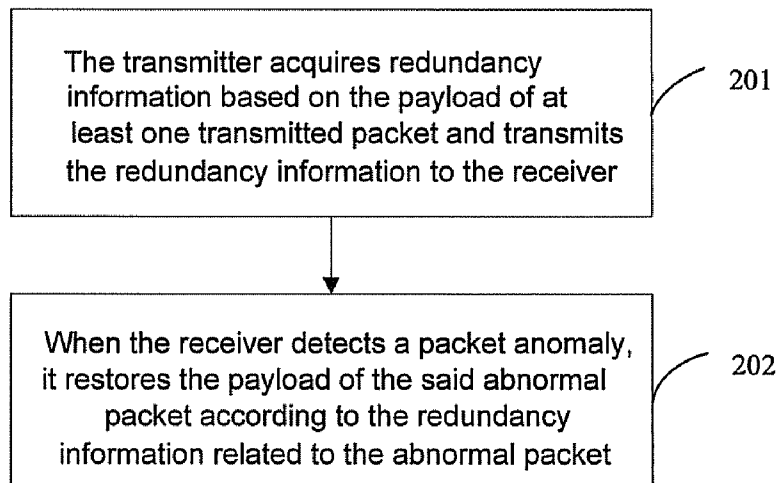 The transmitter acquires redundancy
information based on the payload of at
least one transmitted packet and transmits
the redundancy information to the receiver
201
When the receiver detects a packet anomaly,
it restores the payload of the said abnormal
packet according to the redundancy
information related to the abnormal packet
202